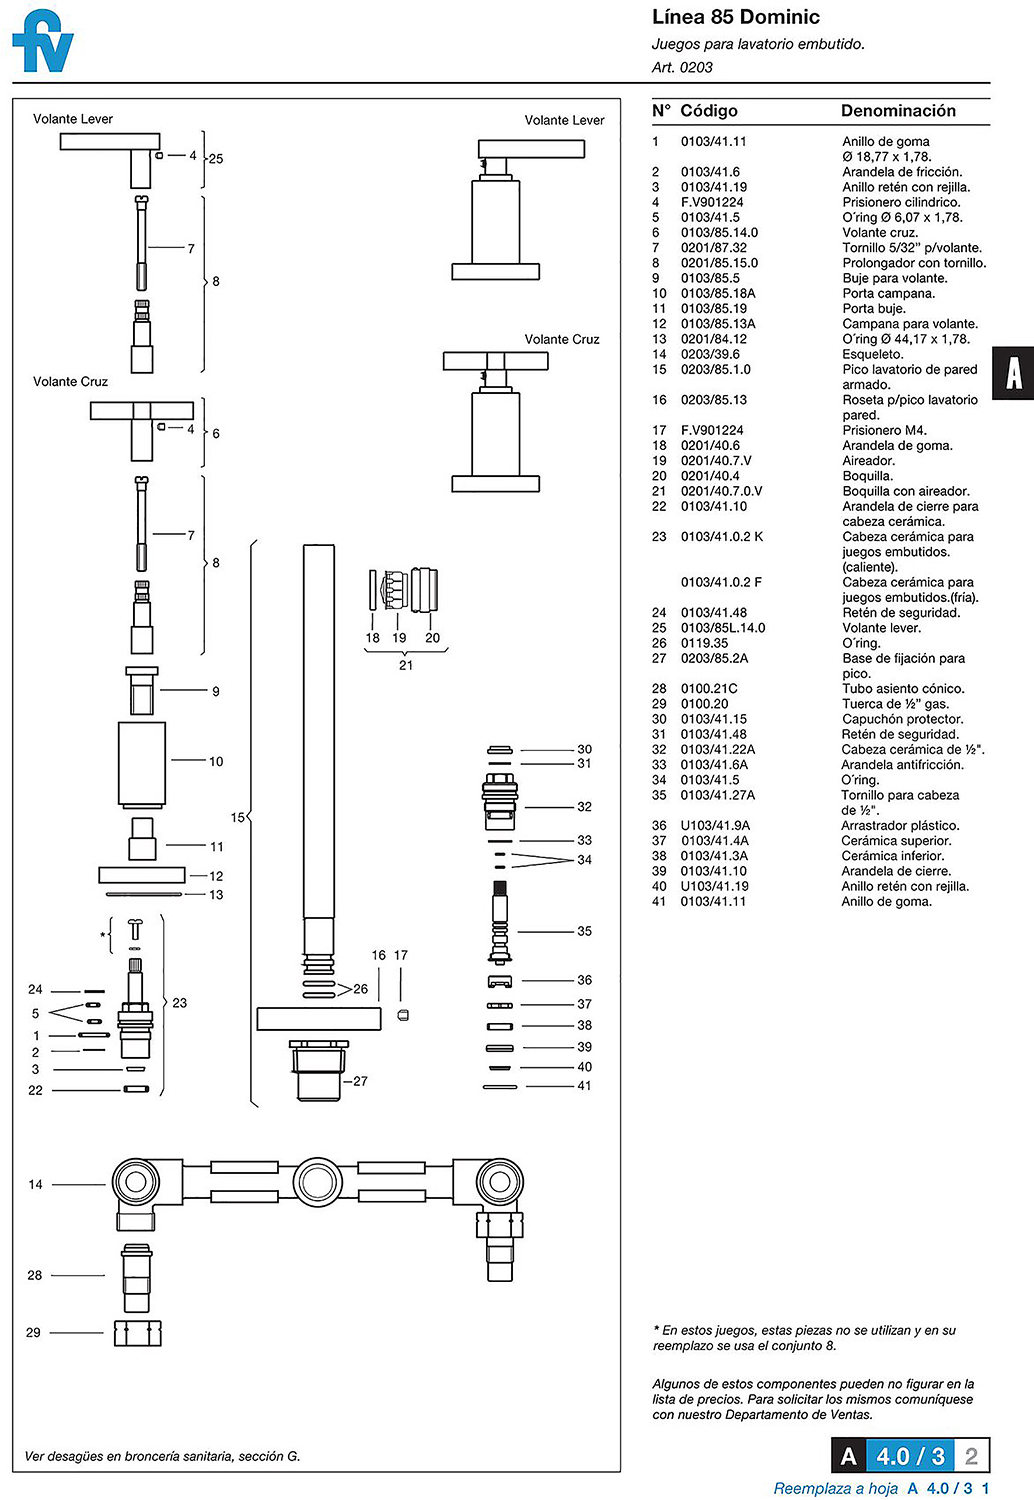 fv
Línea 85 Dominic
Juegos para lavatorio embutido.
Art. 0203
Volante Lever
4
25
7
8
Volante Cruz
4
6
7
8
9
10
11
12
13
*
23
24
5
1
2
3
22
Volante Lever
Volante Cruz
18
19
20
21
15
16
17
26
27
30
31
32
33
34
35
36
37
38
39
40
41
14
28
29
Ver desagües en broncería sanitaria, sección G.
N° Código Denominación
1 0103/41.11 Anillo de goma
Ø 18,77 x 1,78.
2 0103/41.6 Arandela de fricción.
3 0103/41.19 Anillo retén con rejilla.
4 F.V901224 Prisionero cilindrico.
5 0103/41.5 O´ring Ø 6,07 x 1,78.
6 0103/85.14.0 Volante cruz.
7 0201/87.32 Tornillo 5/32” p/volante.
8 0201/85.15.0 Prolongador con tornillo.
9 0103/85.5 Buje para volante.
10 0103/85.18A Porta campana.
11 0103/85.19 Porta buje.
12 0103/85.13A Campana para volante.
13 0201/84.12 O´ring Ø 44,17 x 1,78.
14 0203/39.6 Esqueleto.
15 0203/85.1.0 Pico lavatorio de pared
armado.
16 0203/85.13 Roseta p/pico lavatorio
pared.
17 F.V901224 Prisionero M4.
18 0201/40.6 Arandela de goma.
19 0201/40.7.V Aireador.
20 0201/40.4 Boquilla.
21 0201/40.7.0.V Boquilla con aireador.
22 0103/41.10 Arandela de cierre para
cabeza cerámica.
23 0103/41.0.2 K Cabeza cerámica para
juegos embutidos.
(caliente).
0103/41.0.2 F Cabeza cerámica para
juegos embutidos.(fría).
24 0103/41.48 Retén de seguridad.
25 0103/85L.14.0 Volante lever.
26 0119.35 O´ring.
27 0203/85.2A Base de fijación para
pico.
28 0100.21C Tubo asiento cónico.
29 0100.20 Tuerca de ½” gas.
30 0103/41.15 Capuchón protector.
31 0103/41.48 Retén de seguridad.
32 0103/41.22A Cabeza cerámica de ½".
33 0103/41.6A Arandela antifricción.
34 0103/41.5 O´ring.
35 0103/41.27A Tornillo para cabeza
de ½".
36 U103/41.9A Arrastrador plástico.
37 0103/41.4A Cerámica superior.
38 0103/41.3A Cerámica inferior.
39 0103/41.10 Arandela de cierre.
40 U103/41.19 Anillo retén con rejilla.
41 0103/41.11 Anillo de goma.
A
* En estos juegos, estas piezas no se utilizan y en su
reemplazo se usa el conjunto 8.
Algunos de estos componentes pueden no figurar en la
lista de precios. Para solicitar los mismos comuníquese
con nuestro Departamento de Ventas.
A 4.0 / 3 2
Reemplaza a hoja A 4.0 / 3 1